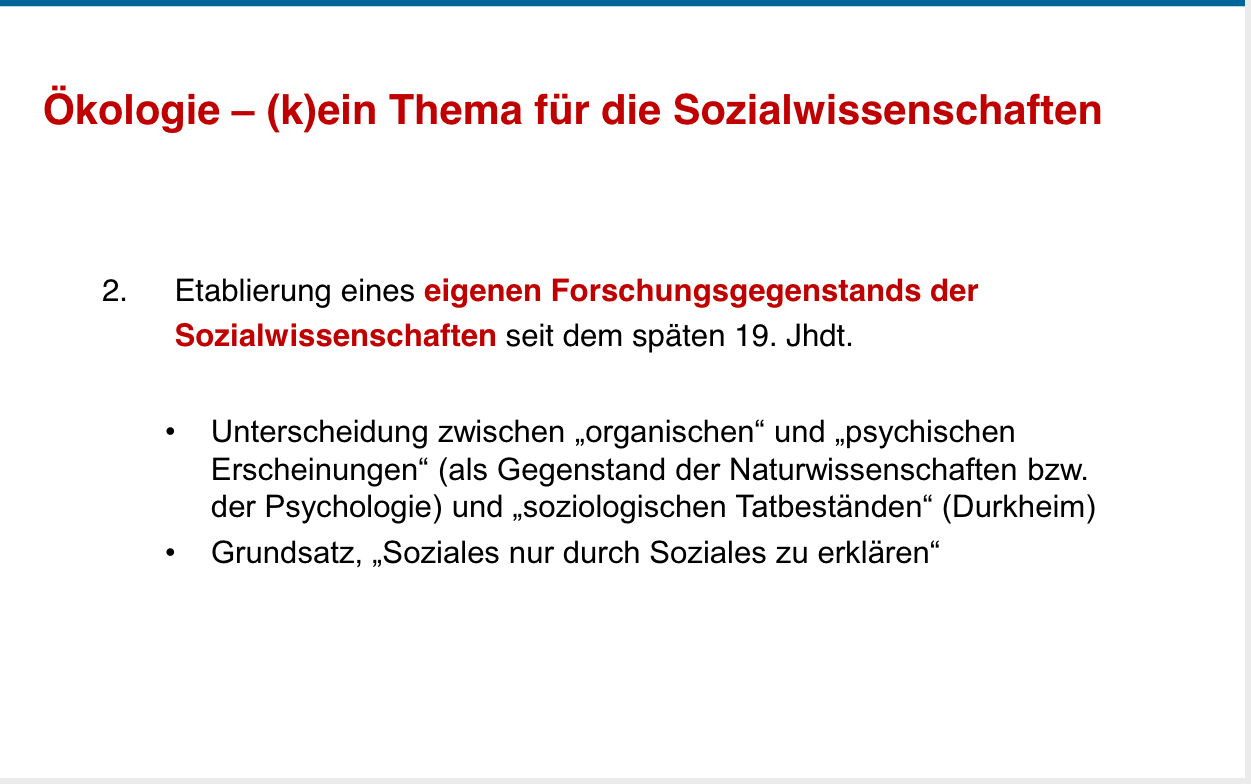 Ökologie – (k)ein Thema für die Sozialwissenschaften
2. Etablierung eines eigenen Forschungsgegenstands der
Sozialwissenschaften seit dem späten 19. Jhdt.
• Unterscheidung zwischen „organischen“ und „psychischen
Erscheinungen“ (als Gegenstand der Naturwissenschaften bzw.
der Psychologie) und „soziologischen Tatbeständen“ (Durkheim)
• Grundsatz, „Soziales nur durch Soziales zu erklären“